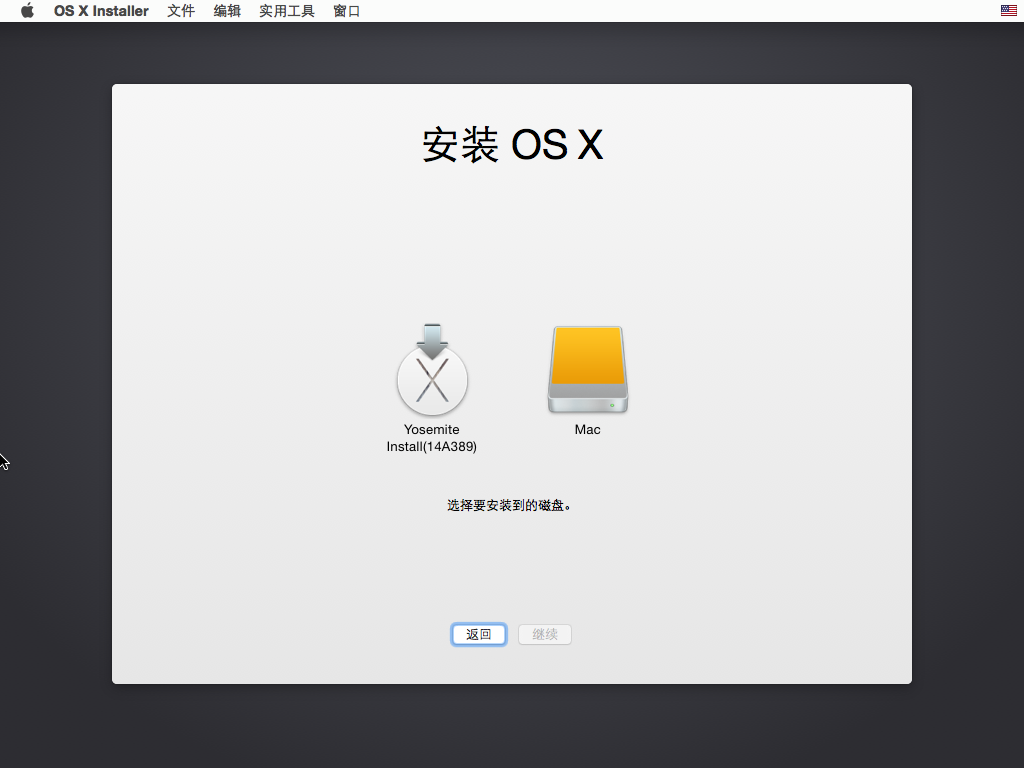 OS X Installer 文件 编辑 实用工具 窗口
安装 OS X
Yosemite
Install(14A389)
Mac
选择要安装到的磁盘。
返回 继续